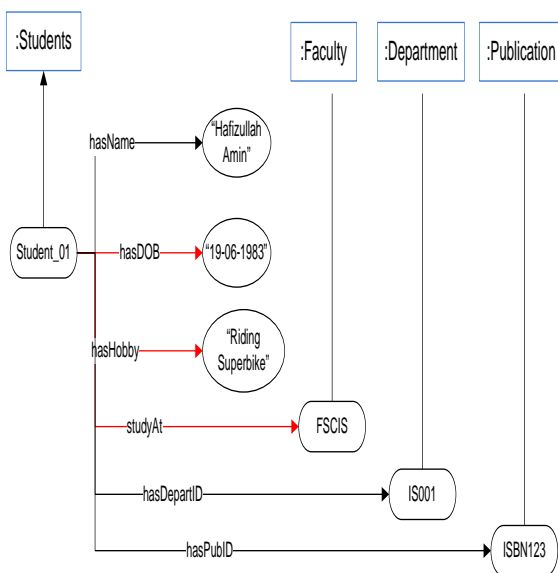 :Students
:Faculty
:Department
:Publication
hasName
“Hafizullah
Amin”
Student_01
hasDOB
“19-06-1983”
hasHobby
“Riding
Superbike”
studyAt
FSCIS
hasDepartID
IS001
hasPubID
ISBN123